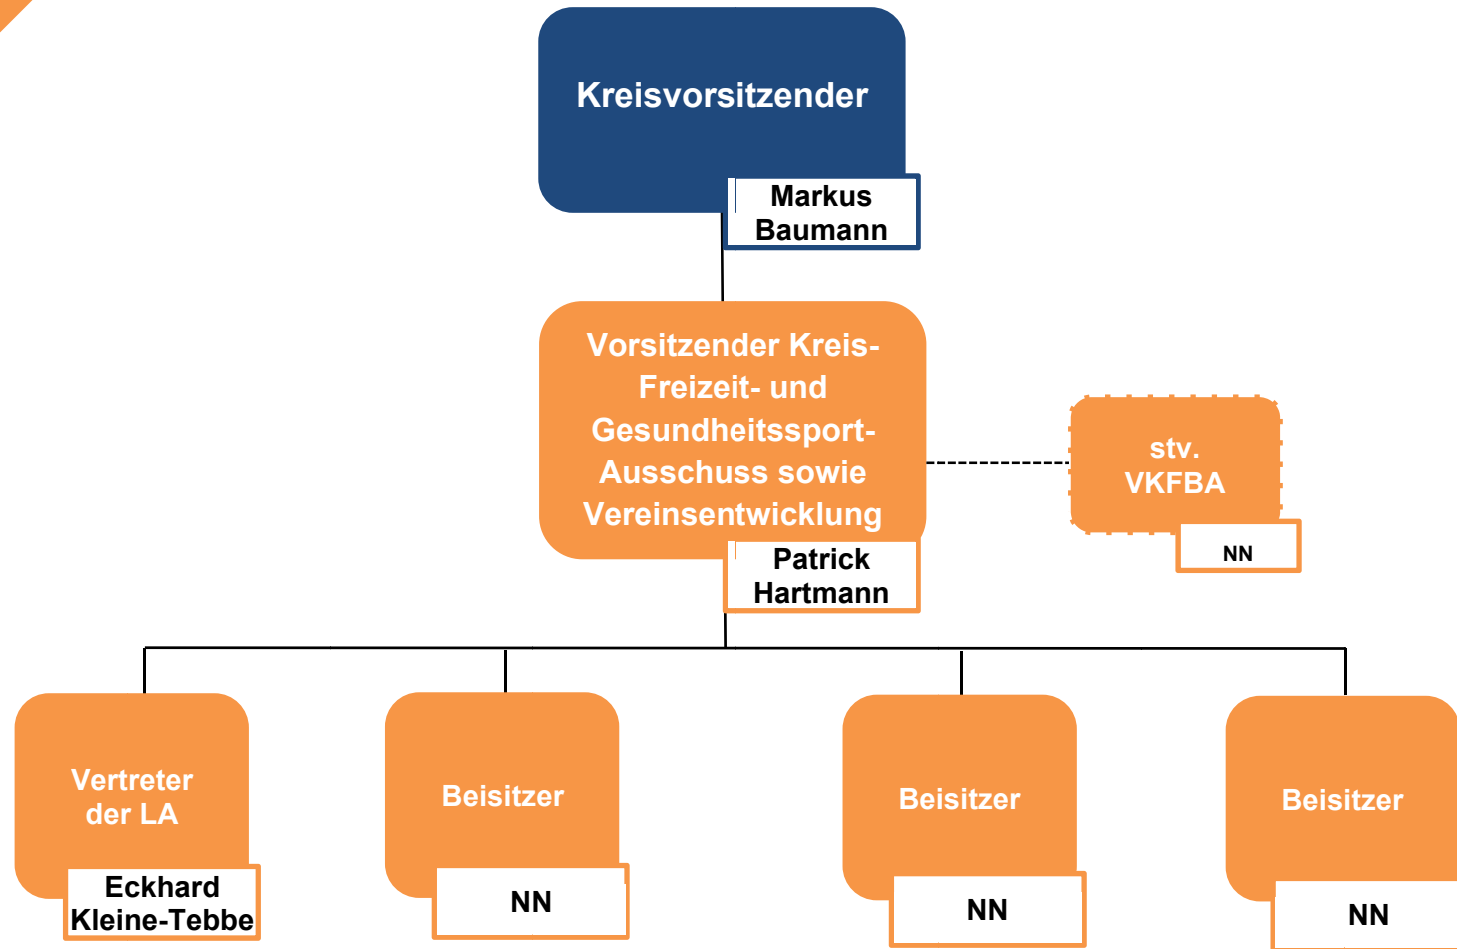 Kreisvorsitzender
Markus
Baumann
Vorsitzender Kreis-
Freizeit- und
Gesundheitssport-
Ausschuss sowie
Vereinsentwicklung
Patrick
Hartmann
stv.
VKFBA
NN
Vertreter
der LA
Eckhard
Kleine-Tebbe
Beisitzer
NN
Beisitzer
NN
Beisitzer
NN